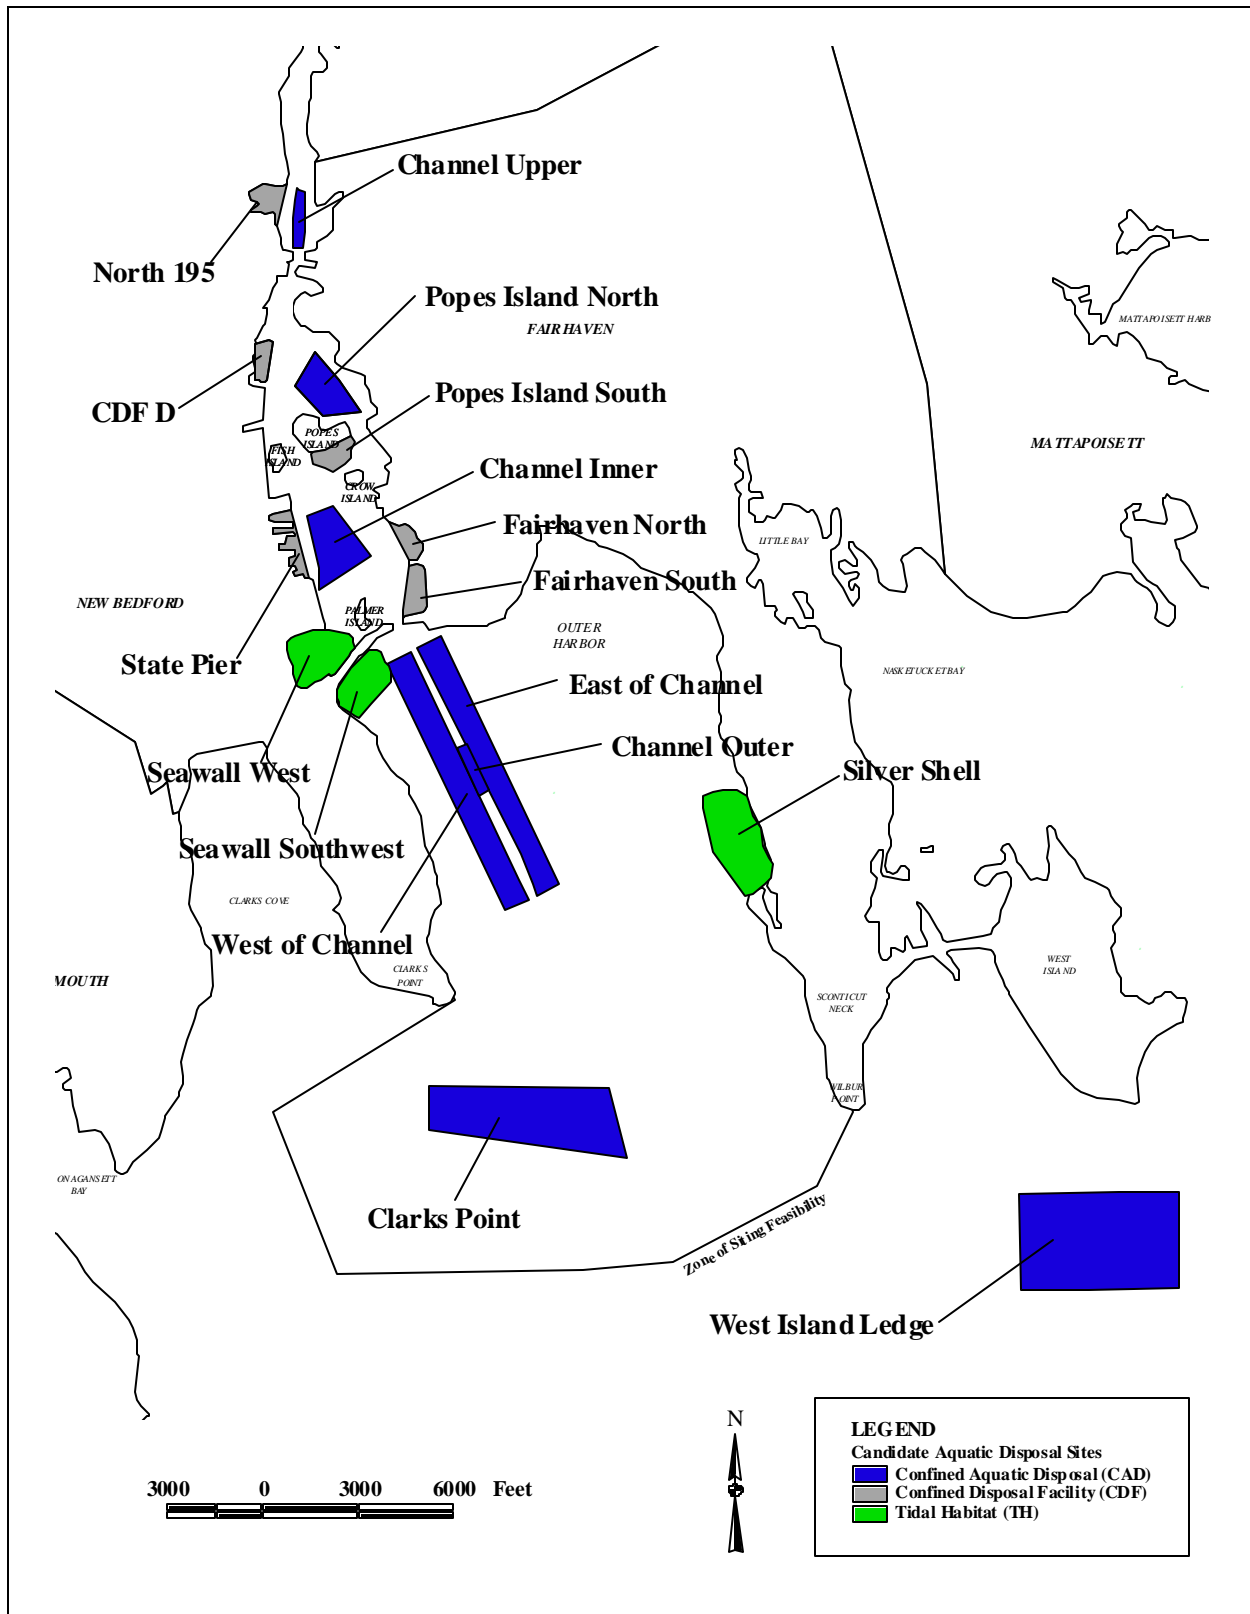 Channel Upper
North 195
Popes Island North
FAIRHAVEN
MATTAPOISETT HARB
Popes Island South
CDF D
POPES
ISLAND
FISH
ISLAND
MATTAPOISETT
Channel Inner
CROW
ISLAND
Fairhaven North
LITTLE BAY
Fairhaven South
NEW BEDFORD
PALMER
ISLAND
OUTER
HARBOR
State Pier
NASKETUCKET BAY
East of Channel
Channel Outer
Seawall West
Silver Shell
Seawall Southwest
CLARKS COVE
West of Channel
CLARKS
POINT
WEST
ISLAND
MOUTH
SCONTICUT
NECK
WILBUR
POINT
ONAGANSETT
BAY
Clarks Point
Zone of Siting Feasibility
West Island Ledge
N
LEGEND
Candidate Aquatic Disposal Sites
Confined Aquatic Disposal (CAD)
Confined Disposal Facility (CDF)
Tidal Habitat (TH)
3000 0 3000 6000 Feet